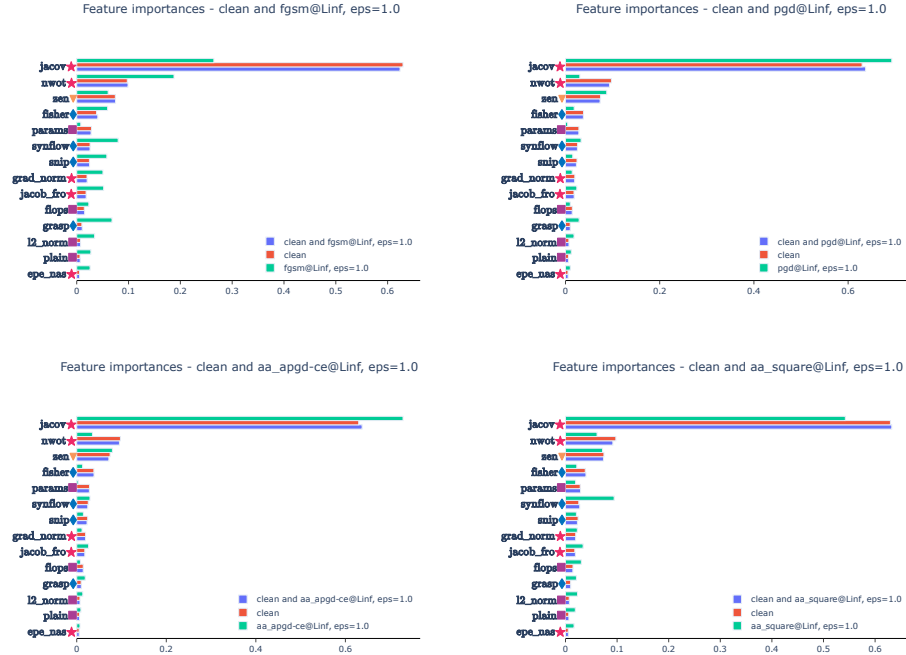 Feature importances - clean and fgsm@Linf, eps=1.0
jacov
nwot
zen
fisher
params
synflow
snip
grad_norm
jacob_fro
flops
grasp
l2_norm
plain
epe_nas
clean and fgsm@Linf, eps=1.0
clean
fgsm@Linf, eps=1.0
0 0.1 0.2 0.3 0.4 0.5 0.6
Feature importances - clean and pgd@Linf, eps=1.0
jacov
nwot
zen
fisher
params
synflow
snip
grad_norm
jacob_fro
flops
grasp
l2_norm
plain
epe_nas
clean and pgd@Linf, eps=1.0
clean
pgd@Linf, eps=1.0
0 0.2 0.4 0.6
Feature importances - clean and aa_apgd-ce@Linf, eps=1.0
jacov
nwot
zen
fisher
params
synflow
snip
grad_norm
jacob_fro
flops
grasp
l2_norm
plain
epe_nas
clean and aa_apgd-ce@Linf, eps=1.0
clean
aa_apgd-ce@Linf, eps=1.0
0 0.2 0.4 0.6
Feature importances - clean and aa_square@Linf, eps=1.0
jacov
nwot
zen
fisher
params
synflow
snip
grad_norm
jacob_fro
flops
grasp
l2_norm
plain
epe_nas
clean and aa_square@Linf, eps=1.0
clean
aa_square@Linf, eps=1.0
0 0.1 0.2 0.3 0.4 0.5 0.6